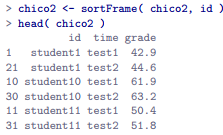 > chico2 <- sortFrame( chico2, id )
> head( chico2 )
id time grade
1 student1 test1 42.9
21 student1 test2 44.6
10 student10 test1 61.9
30 student10 test2 63.2
11 student11 test1 50.4
31 student11 test2 51.8